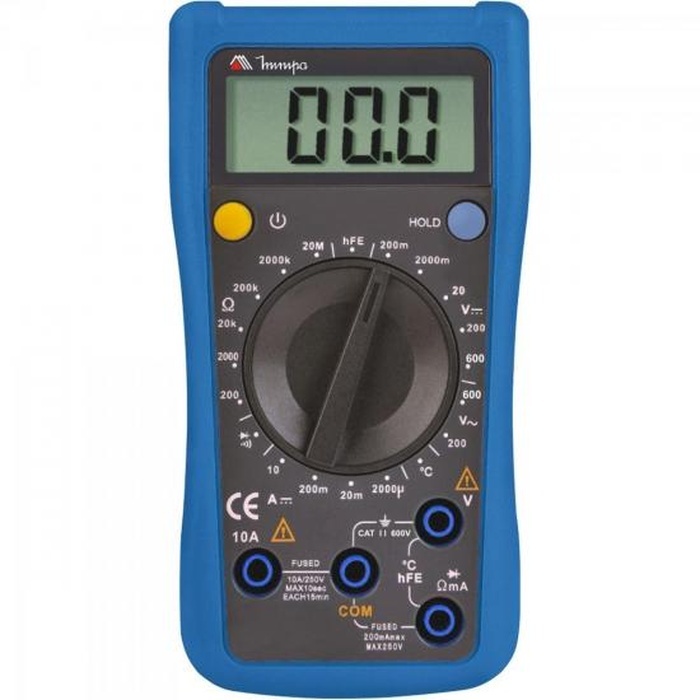 Minipa
00.0
HOLD
hFE
20M
200m
2000k
2000m
200k
20
Ω
V
20k
200
2000
600
200
600
V~
200
10
°C
200m
20m
2000μ
CE
A
V
10A
CAT II 600V
FUSED
°C
hFE
10A/250V
MAX10sec
EACH15min
ΩmA
COM
FUSED
200mAmax
MAX250V